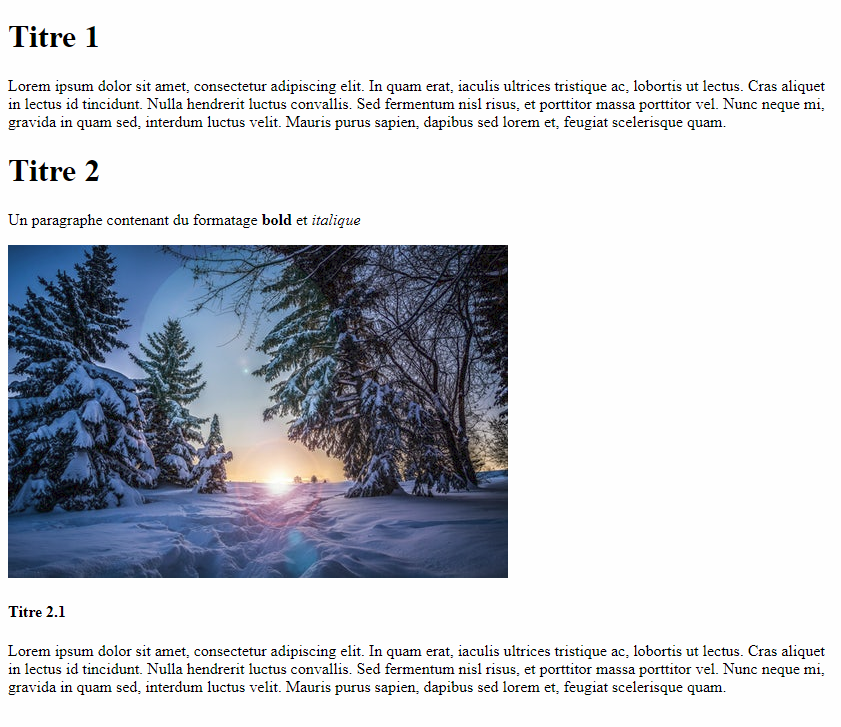 Titre 1
Lorem ipsum dolor sit amet, consectetur adipiscing elit. In quam erat, iaculis ultrices tristique ac, lobortis ut lectus. Cras aliquet
in lectus id tincidunt. Nulla hendrerit luctus convallis. Sed fermentum nisl risus, et porttitor massa porttitor vel. Nunc neque mi,
gravida in quam sed, interdum luctus velit. Mauris purus sapien, dapibus sed lorem et, feugiat scelerisque quam.
Titre 2
Un paragraphe contenant du formatage bold et italique
Titre 2.1
Lorem ipsum dolor sit amet, consectetur adipiscing elit. In quam erat, iaculis ultrices tristique ac, lobortis ut lectus. Cras aliquet
in lectus id tincidunt. Nulla hendrerit luctus convallis. Sed fermentum nisl risus, et porttitor massa porttitor vel. Nunc neque mi,
gravida in quam sed, interdum luctus velit. Mauris purus sapien, dapibus sed lorem et, feugiat scelerisque quam.